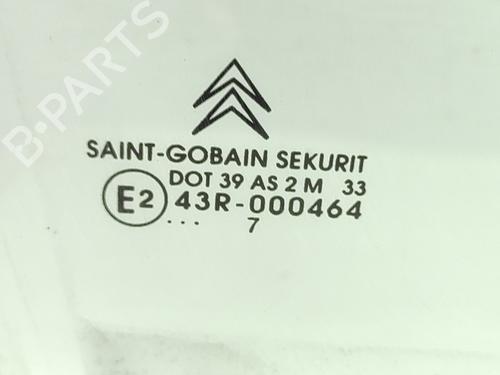 B-PARTS
SAINT-GOBAIN SEKURIT
DOT 39 AS 2 M 33
E2 43R-000464
... 7